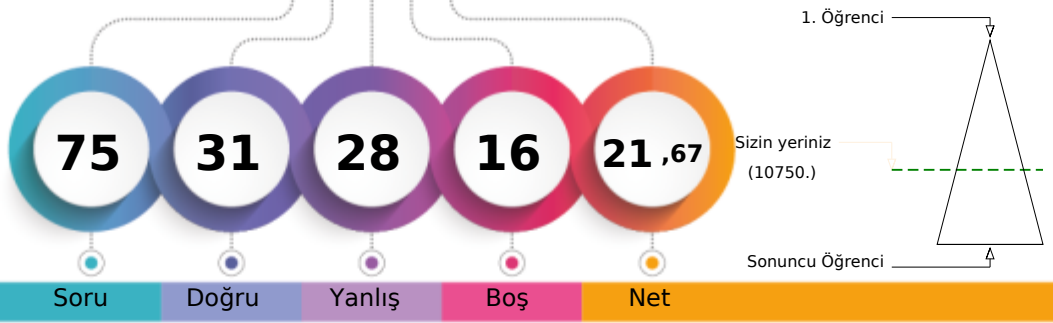 75 31 28 16 21 ,67
Soru Doğru Yanlış Boş Net
1. Öğrenci
Sizin yeriniz
(10750.)
Sonuncu Öğrenci